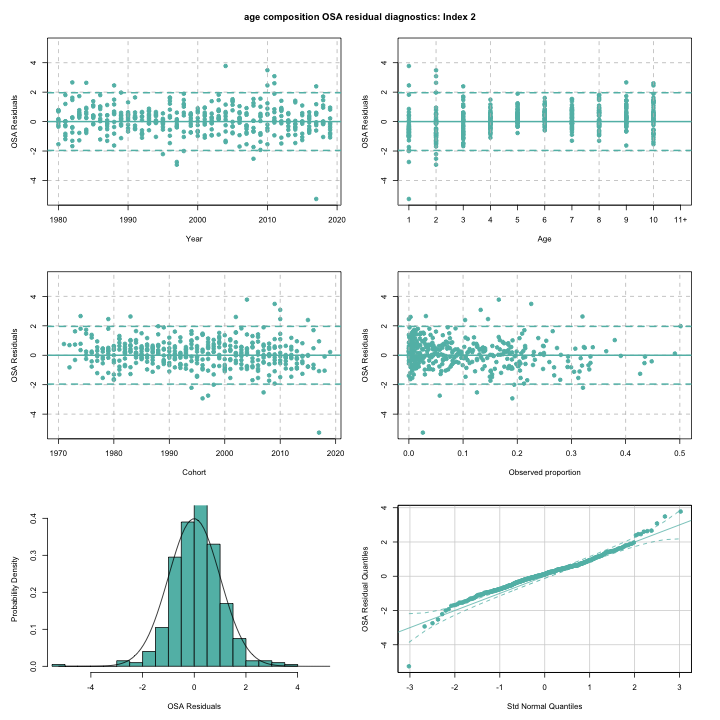 age composition OSA residual diagnostics: Index 2
OSA Residuals
4
2
0
-2
-4
1980 1990 2000 2010 2020
Year
OSA Residuals
4
2
0
-2
-4
1 2 3 4 5 6 7 8 9 10 11+
Age
OSA Residuals
4
2
0
-2
-4
1970 1980 1990 2000 2010 2020
Cohort
OSA Residuals
4
2
0
-2
-4
0.0 0.1 0.2 0.3 0.4 0.5
Observed proportion
Probability Density
0.4
0.3
0.2
0.1
0.0
-4 -2 0 2 4
OSA Residuals
OSA Residual Quantiles
4
2
0
-2
-4
-3 -2 -1 0 1 2 3
Std Normal Quantiles